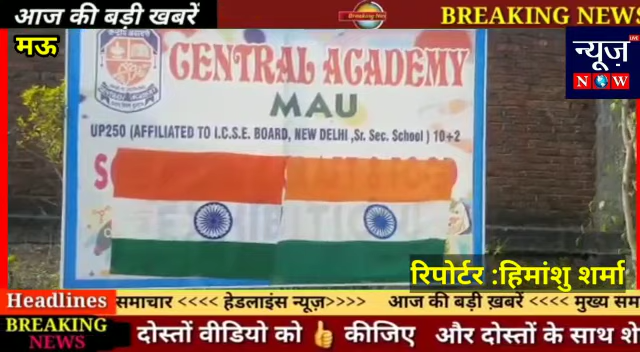 आज की बड़ी खबरें
BREAKING NEWS
मऊ
न्यूज़
LIVE
NOW
CENTRAL ACADEMY
MAU
UP250 (AFFILIATED TO I.C.S.E. BOARD, NEW DELHI ,Sr. Sec. School ) 10+2
रिपोर्टर :हिमांशु शर्मा
Headlines
समाचार <<<< हेडलाइंस न्यूज़>>>> आज की बड़ी ख़बरें <<<< मुख्य सम
BREAKING NEWS
दोस्तों वीडियो को 👍 कीजिए और दोस्तों के साथ शे